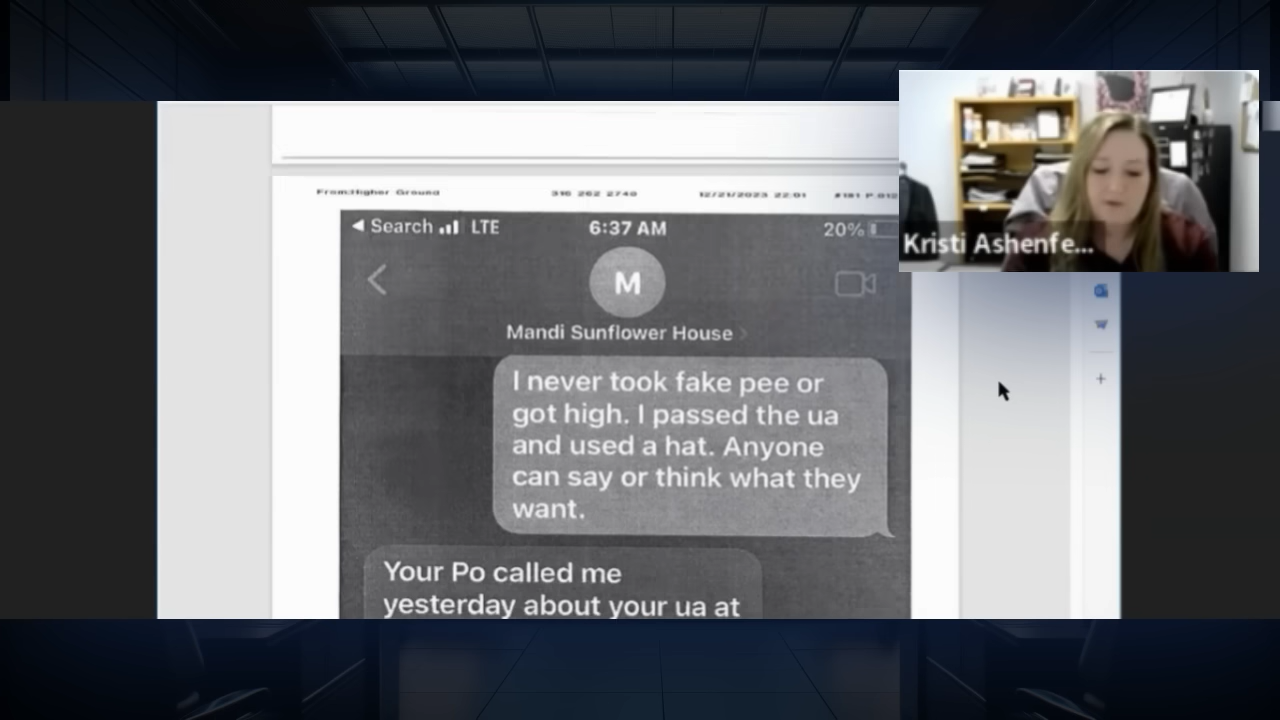 From:Higher Ground 316 262 2740 12/21/2023 22:01 #181 P.012
Search LTE 6:37 AM 20%
M
Mandi Sunflower House
I never took fake pee or
got high. I passed the ua
and used a hat. Anyone
can say or think what they
want.
Your Po called me
yesterday about your ua at
Kristi Ashenfe...